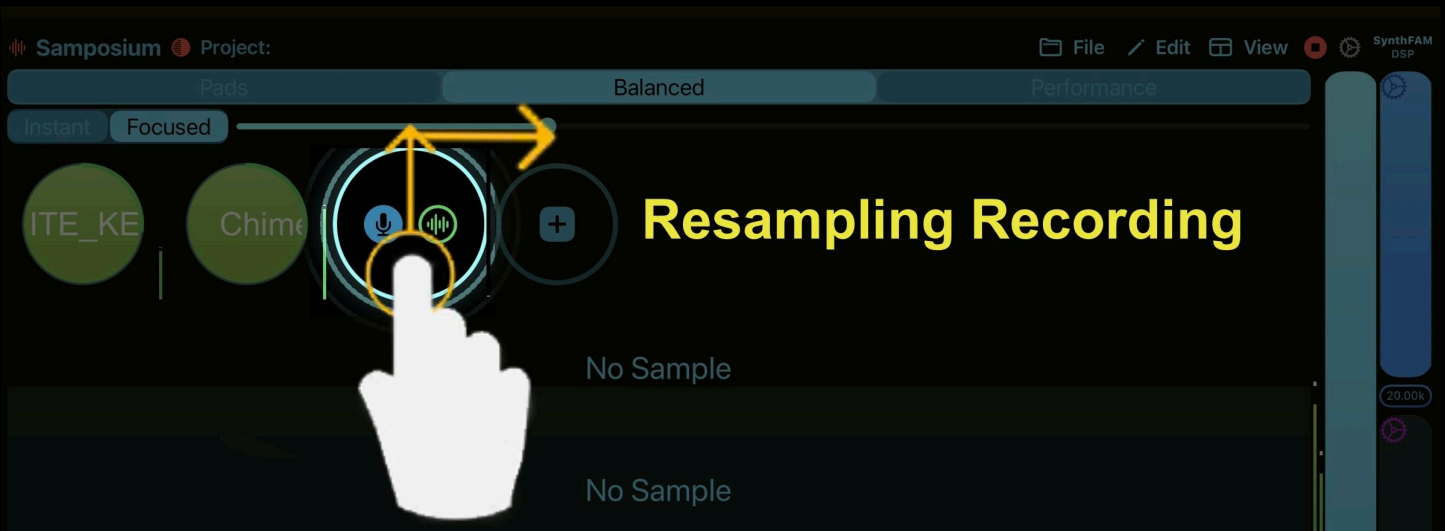 Samposium Project: File Edit View SynthFAM
DSP
Pads Balanced Performance
Instant Focused
ITE_KE Chime Resampling Recording
No Sample
20.00k
No Sample